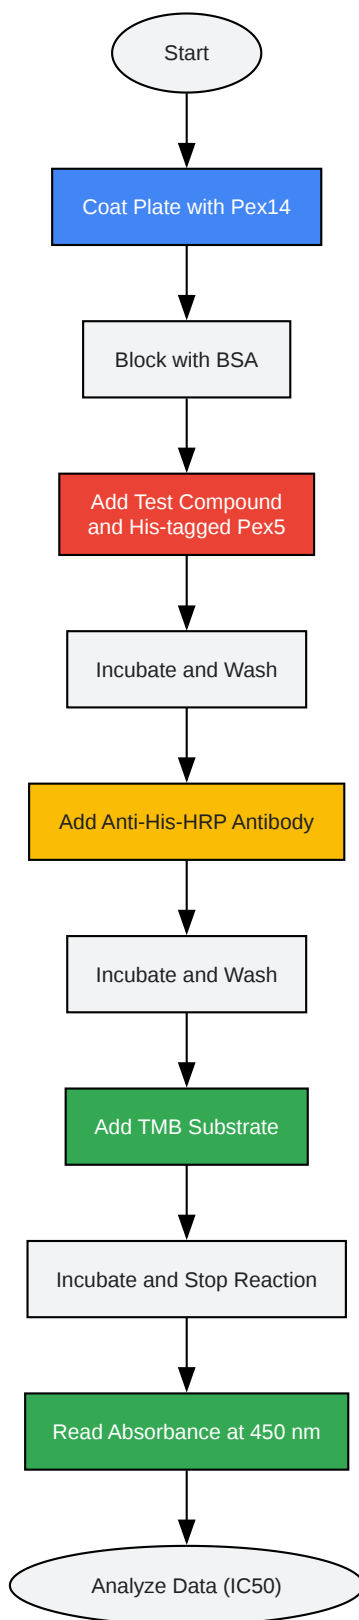 Start
Coat Plate with Pex14
Block with BSA
Add Test Compound
and His-tagged Pex5
Incubate and Wash
Add Anti-His-HRP Antibody
Incubate and Wash
Add TMB Substrate
Incubate and Stop Reaction
Read Absorbance at 450 nm
Analyze Data (IC50)